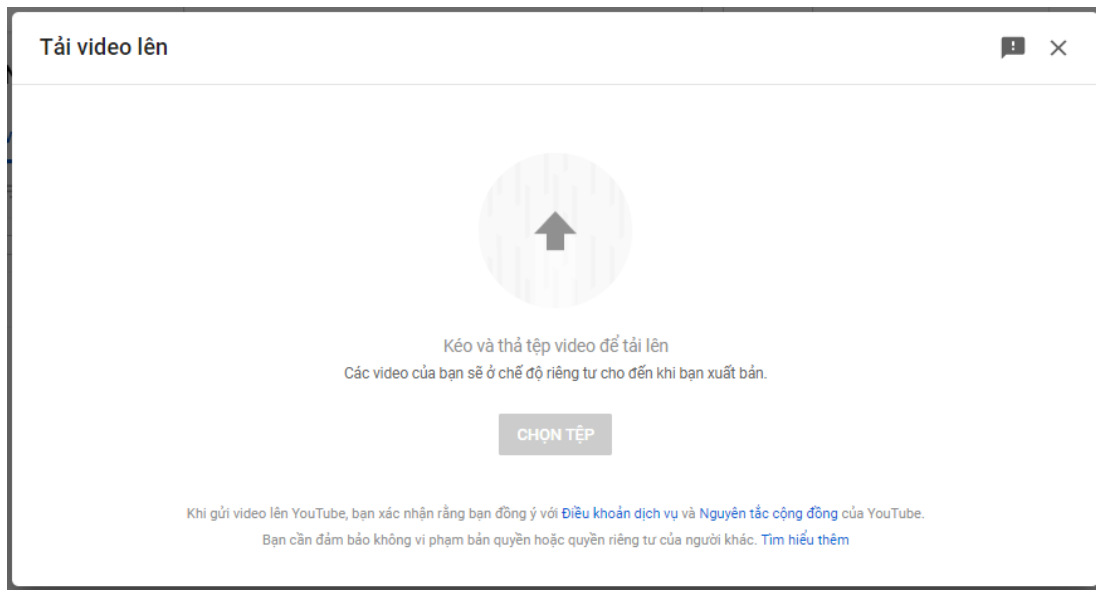 Tải video lên
Kéo và thả tệp video để tải lên
Các video của bạn sẽ ở chế độ riêng tư cho đến khi bạn xuất bản.
CHỌN TỆP
Khi gửi video lên YouTube, bạn xác nhận rằng bạn đồng ý với Điều khoản dịch vụ và Nguyên tắc cộng đồng của YouTube.
Bạn cần đảm bảo không vi phạm bản quyền hoặc quyền riêng tư của người khác. Tìm hiểu thêm